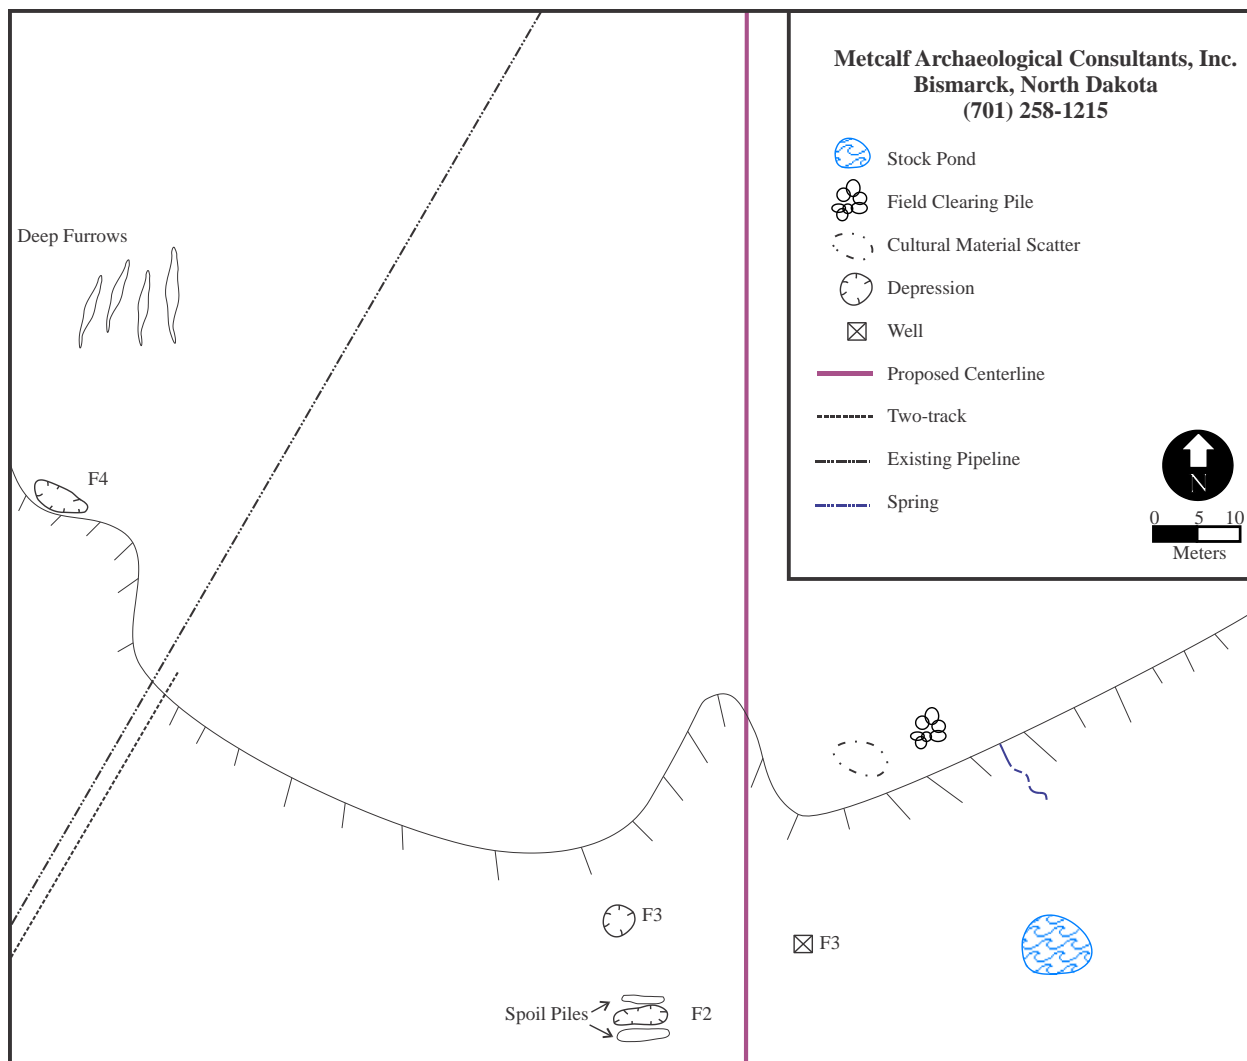 Metcalf Archaeological Consultants, Inc.
Bismarck, North Dakota
(701) 258-1215
Stock Pond
Field Clearing Pile
Cultural Material Scatter
Depression
Well
Proposed Centerline
Two-track
Existing Pipeline
Spring
N
0 5 10
Meters
Deep Furrows
F4
F3
F3
Spoil Piles
F2